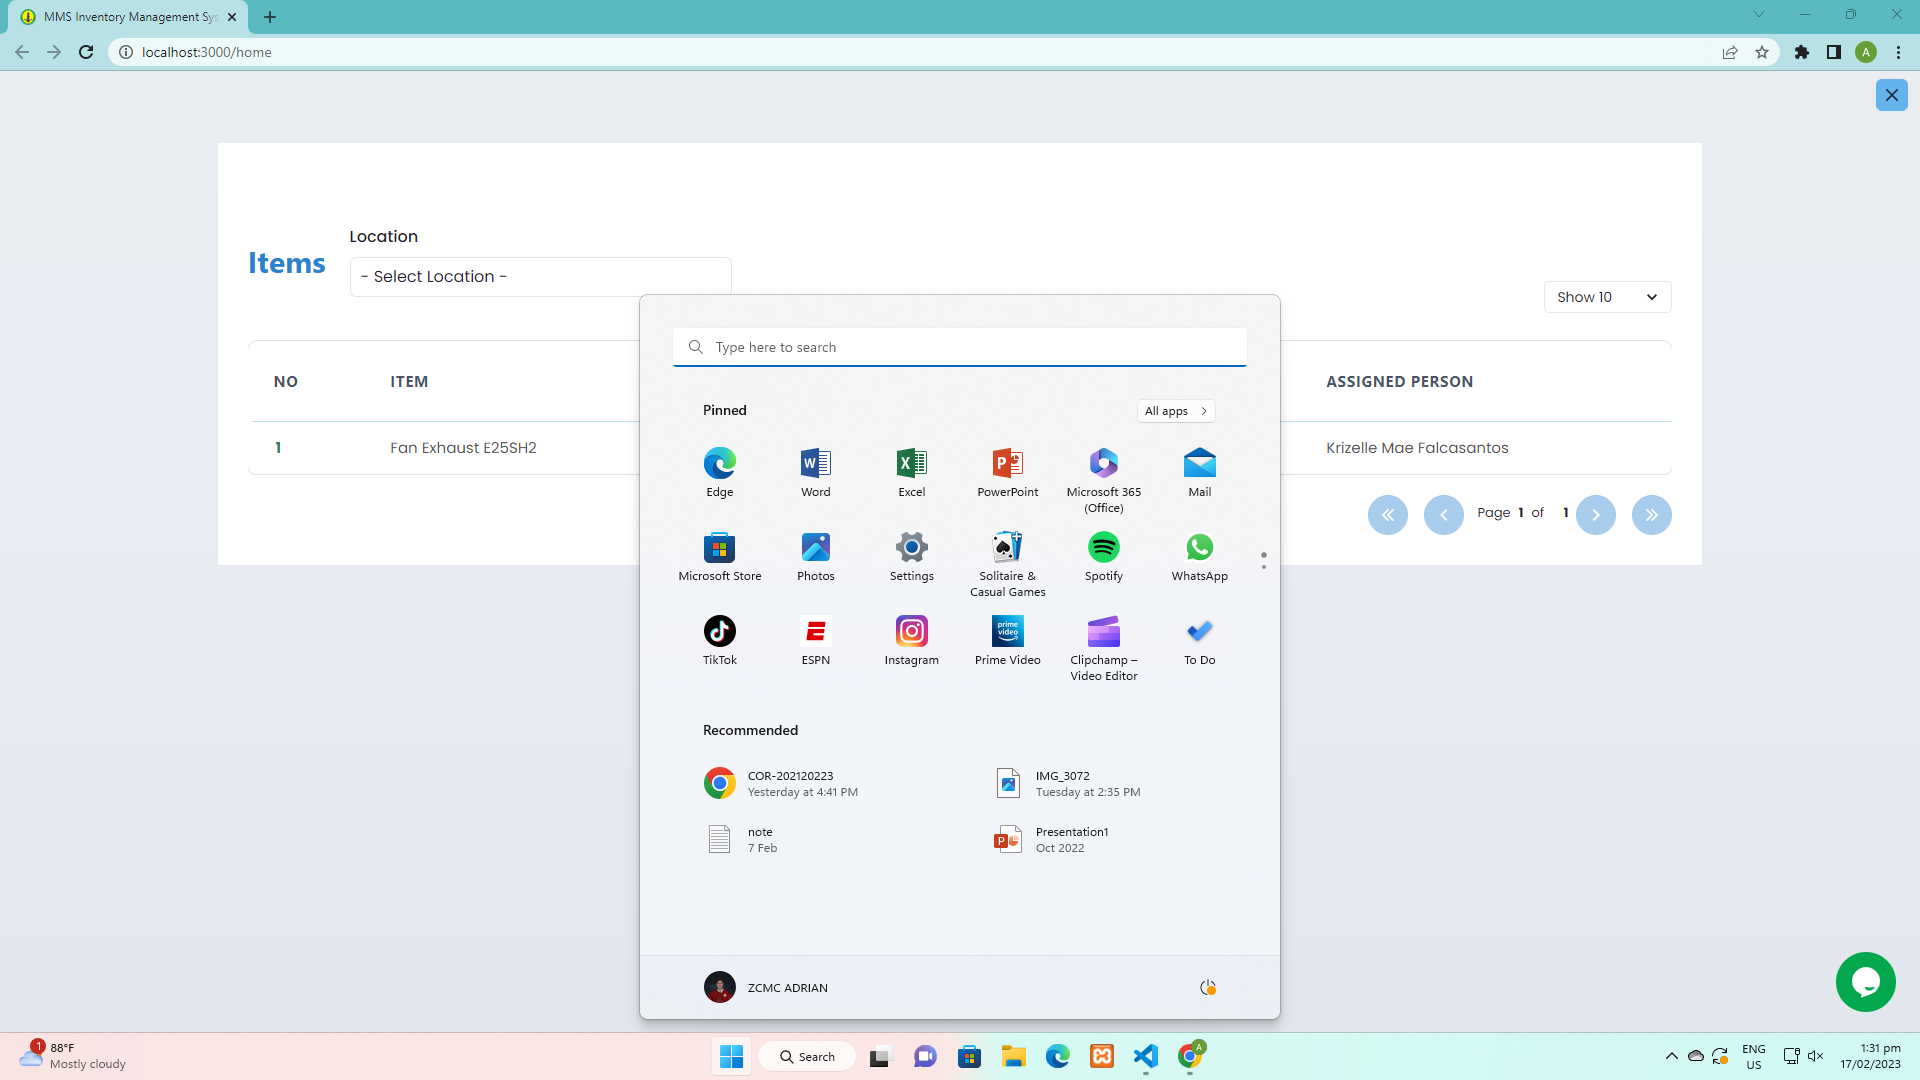 MMS Inventory Management Sys
localhost:3000/home
A
Location
Items
- Select Location -
Show 10
NO ITEM ASSIGNED PERSON
1 Fan Exhaust E25SH2 Krizelle Mae Falcasantos
Page 1 of 1
Type here to search
Pinned
All apps
Edge
Word
Excel
PowerPoint
Microsoft 365
(Office)
Mail
Microsoft Store
Photos
Settings
Solitaire &
Casual Games
Spotify
WhatsApp
TikTok
ESPN
Instagram
prime
video
Prime Video
Clipchamp –
Video Editor
To Do
Recommended
COR-202120223
Yesterday at 4:41 PM
IMG_3072
Tuesday at 2:35 PM
note
7 Feb
Presentation1
Oct 2022
ZCMC ADRIAN
1
88°F
Mostly cloudy
Search
A
ENG
US
1:31 pm
17/02/2023